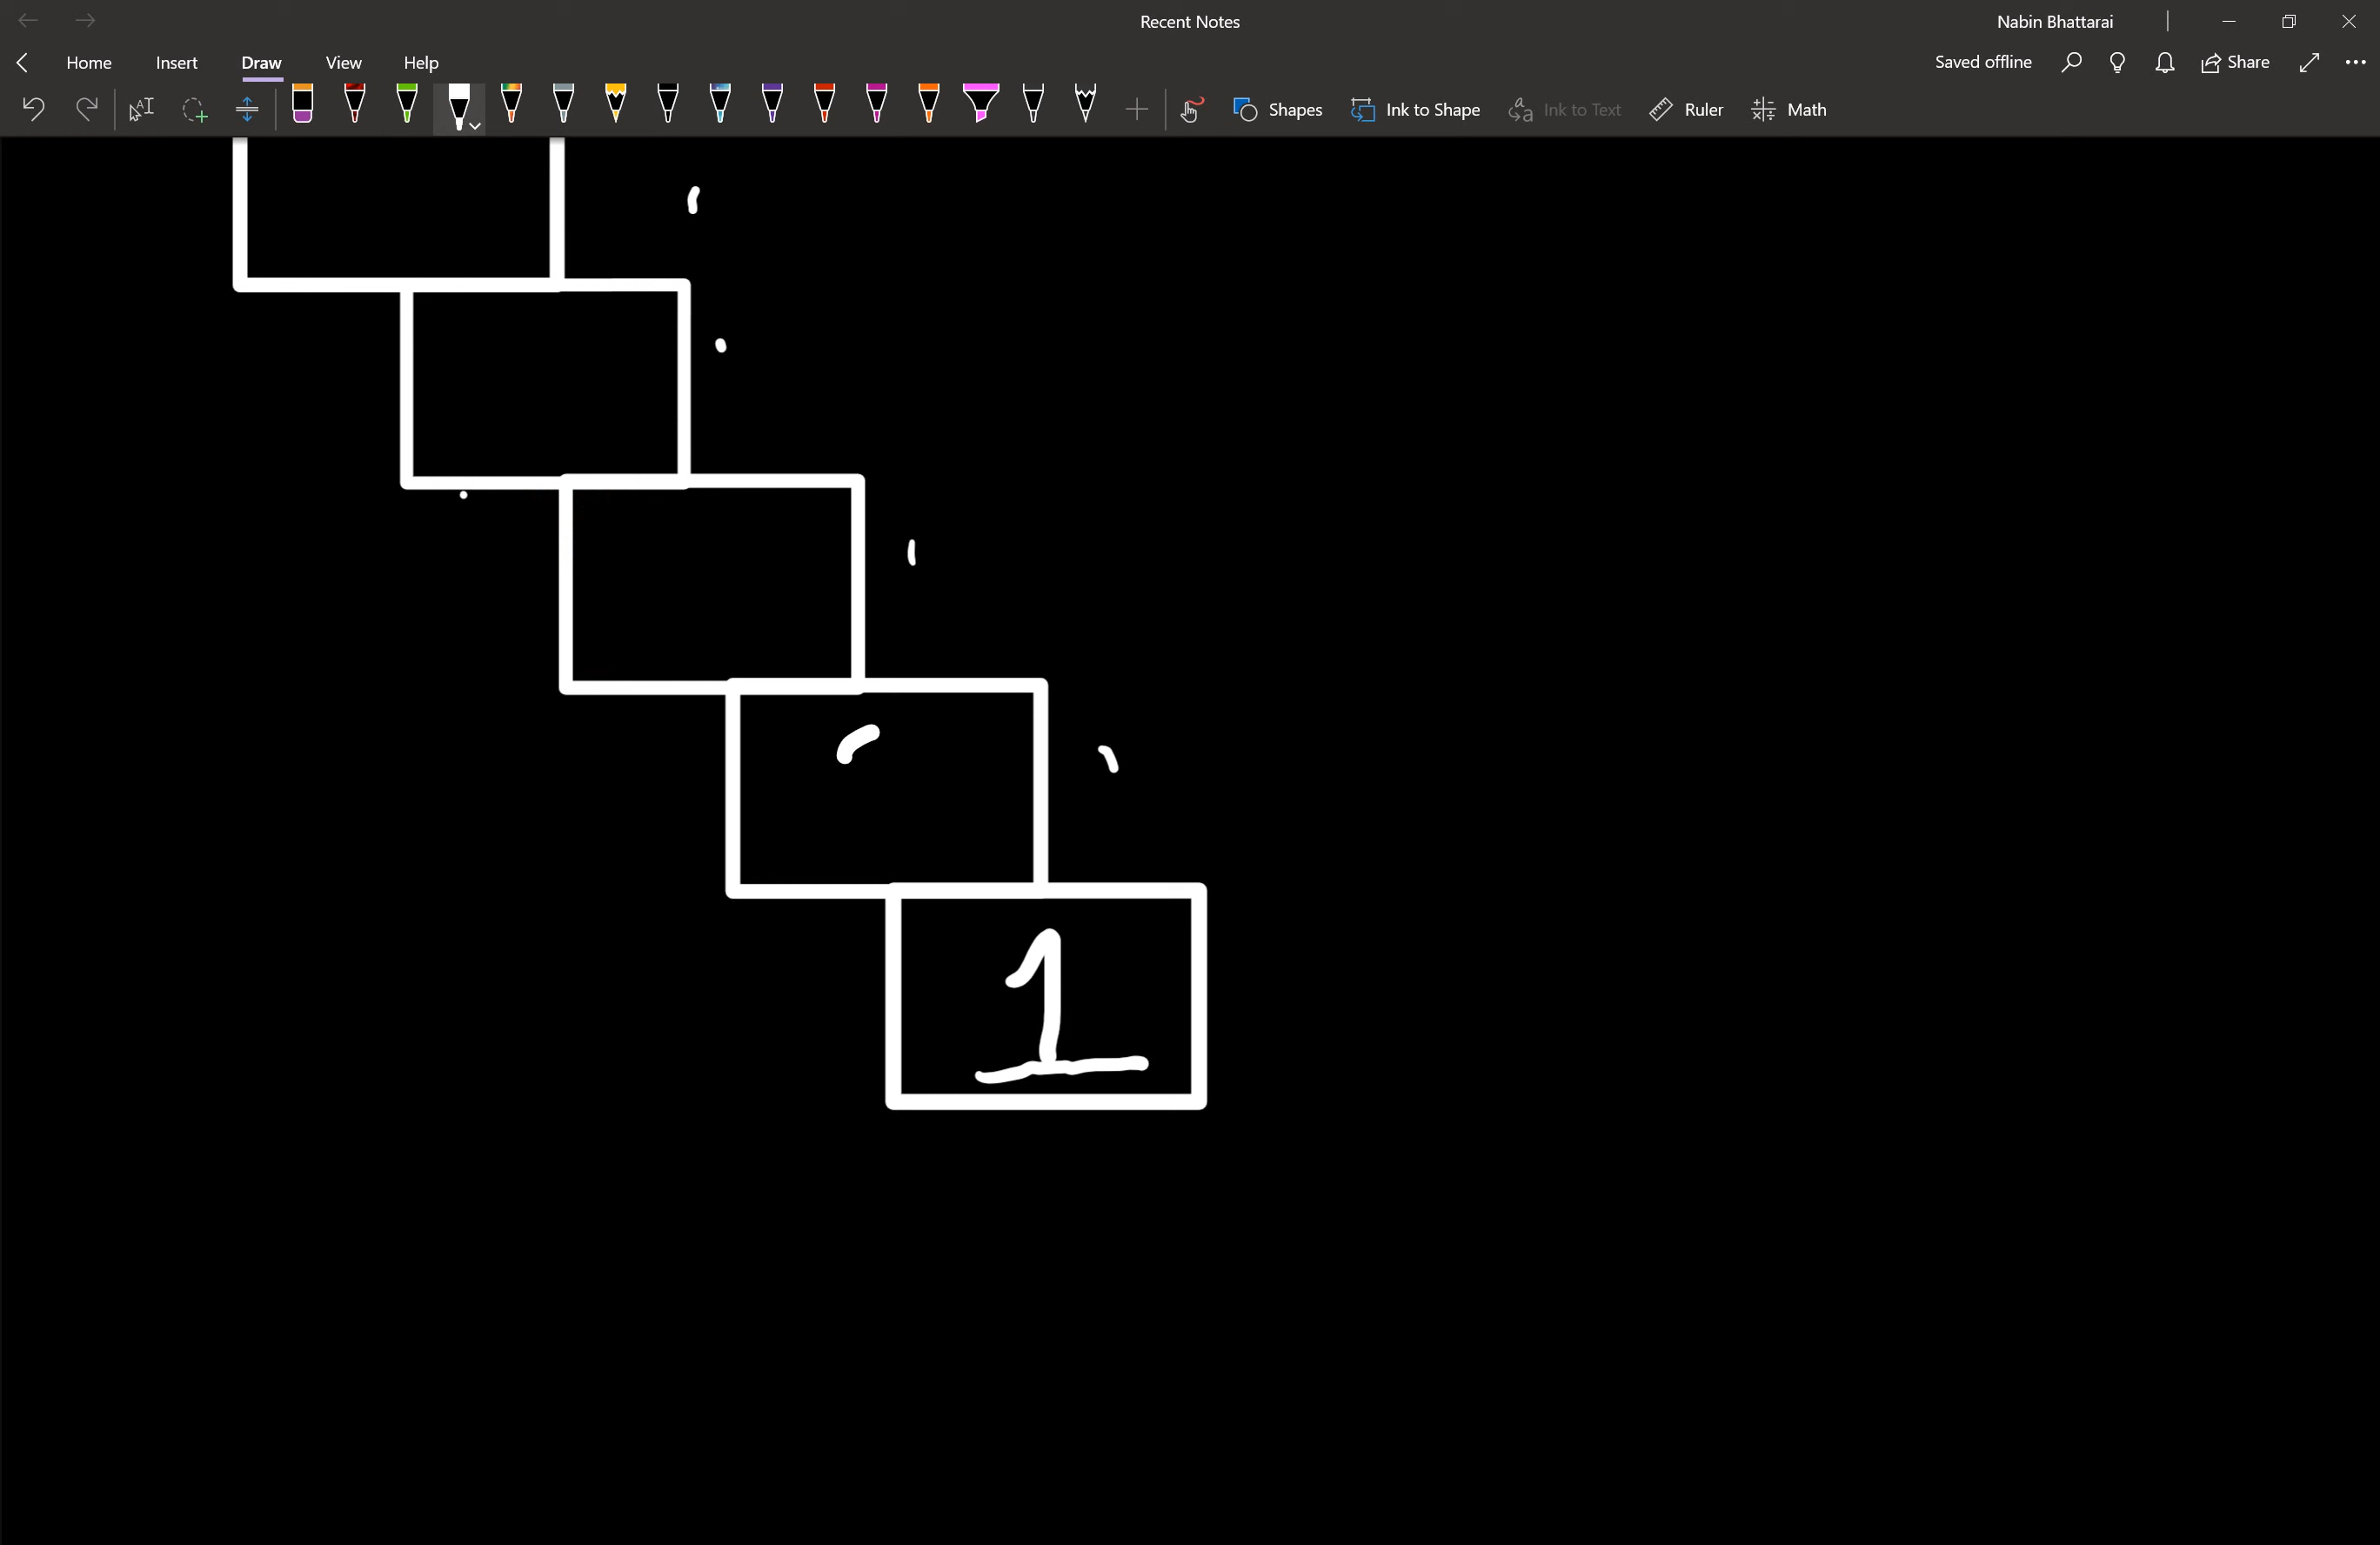 Recent Notes
Nabin Bhattarai
Home Insert Draw View Help
Saved offline
Share
Shapes
Ink to Shape
Ink to Text
Ruler
Math
1